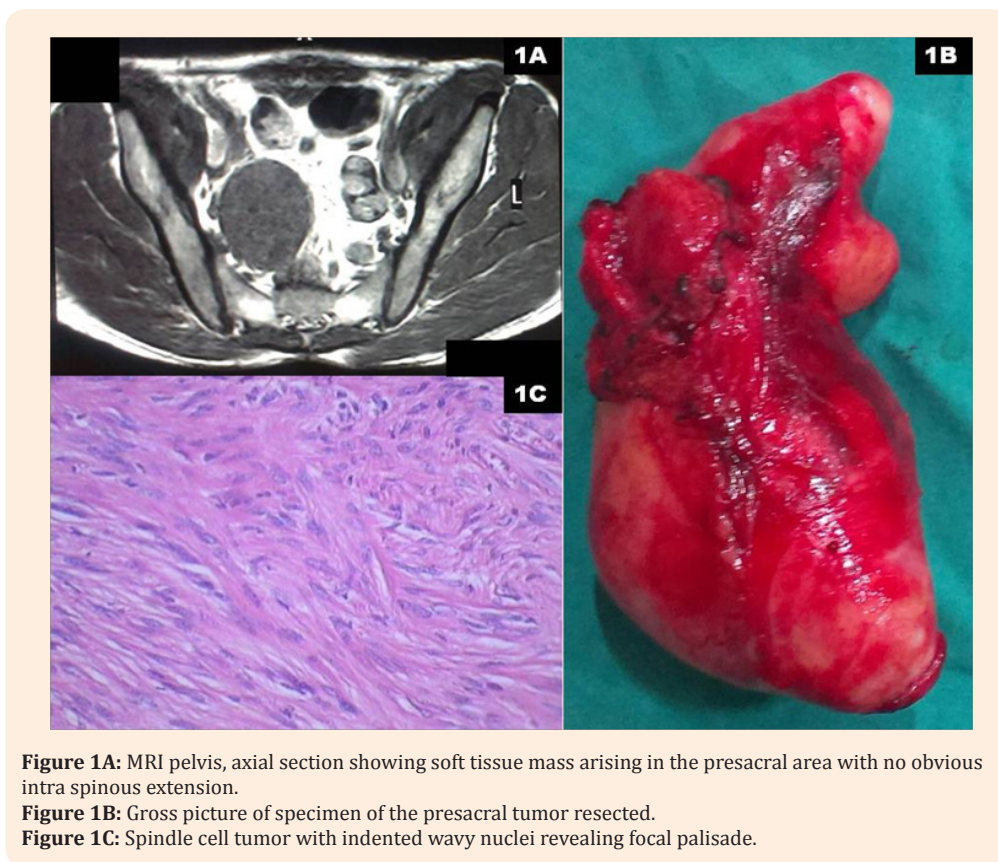 1A
1B
L
1C
Figure 1A: MRI pelvis, axial section showing soft tissue mass arising in the presacral area with no obvious
intra spinous extension.
Figure 1B: Gross picture of specimen of the presacral tumor resected.
Figure 1C: Spindle cell tumor with indented wavy nuclei revealing focal palisade.